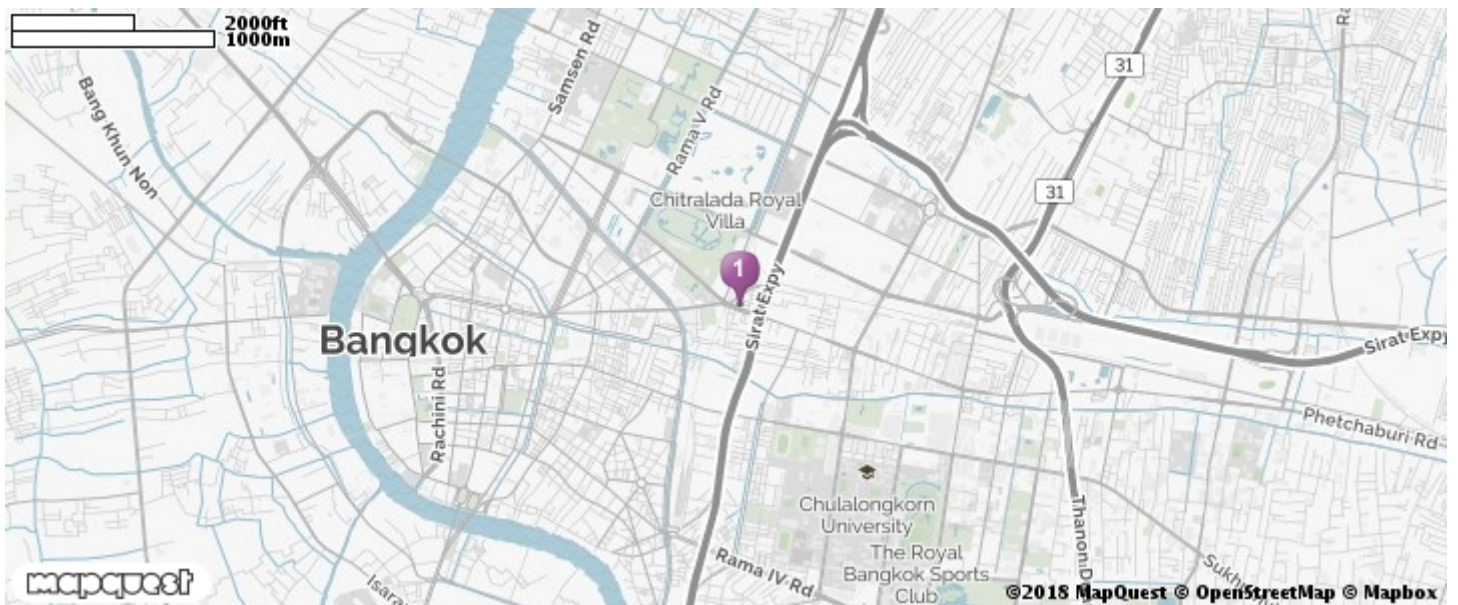 2000ft
1000m
Samsen Rd
31
Bang Khun Non
Rama V Rd
31
Chitralada Royal
Villa
1
Sirat Expy
Bangkok
Sirat Expy
Rachini Rd
Phetchaburi Rd
Chulalongkorn
University
Thanon
The Royal
Bangkok Sports
Club
Rama IV Rd
mapquest
©2018 MapQuest © OpenStreetMap © Mapbox